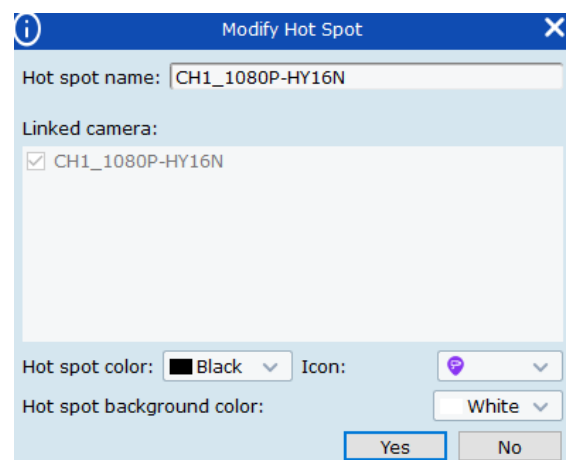 Modify Hot Spot
Hot spot name: CH1_1080P-HY16N
Linked camera:
CH1_1080P-HY16N
Hot spot color: Black Icon:
Hot spot background color: White
Yes No